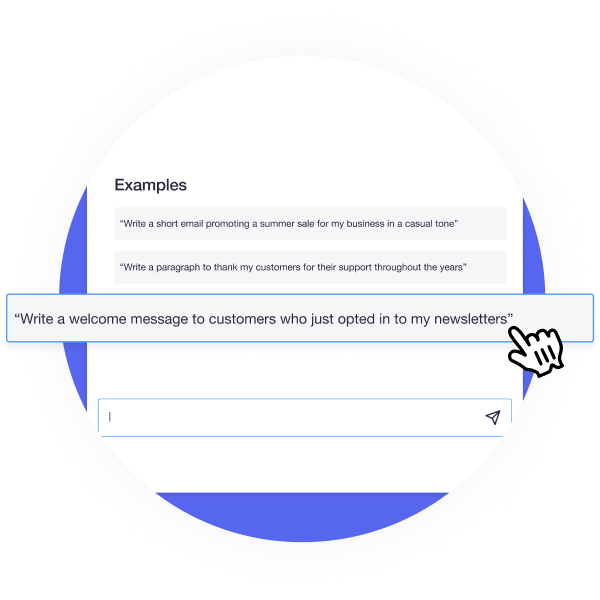 Examples
“Write a short email promoting a summer sale for my business in a casual tone”
“Write a paragraph to thank my customers for their support throughout the years”
“Write a welcome message to customers who just opted in to my newsletters”